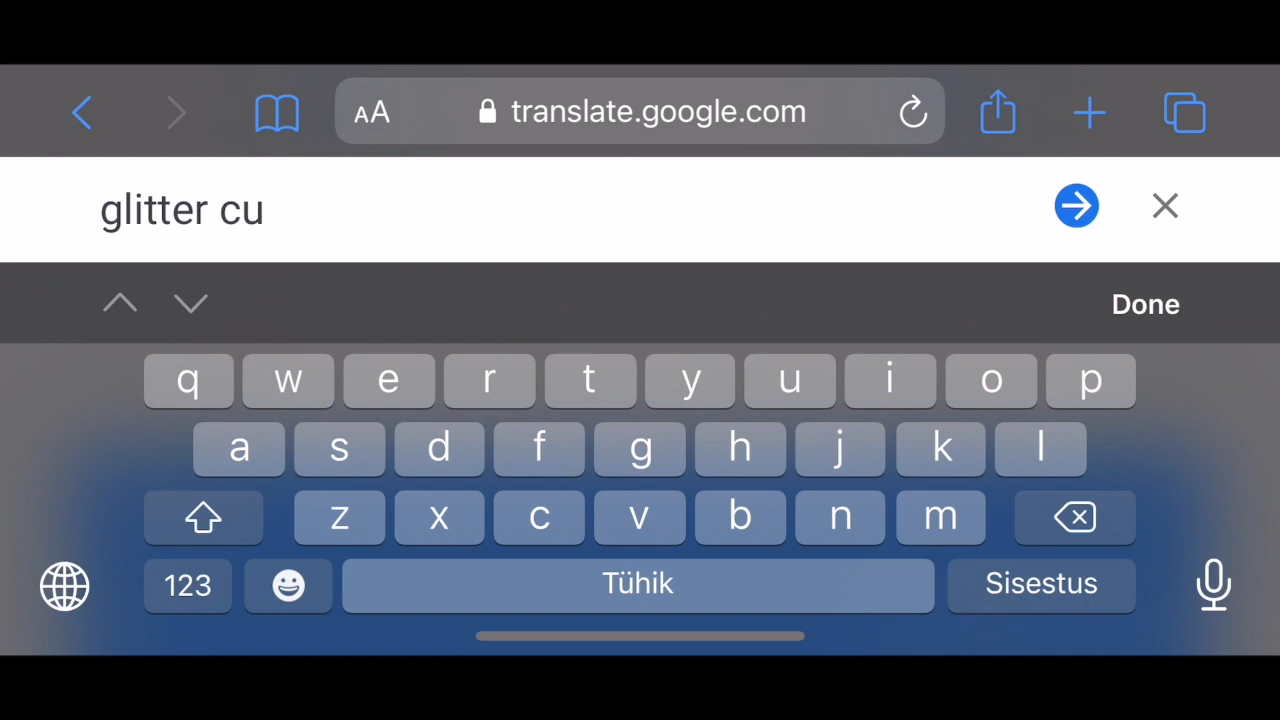 AA translate.google.com
glitter cu
Done
q w e r t y u i o p
a s d f g h j k l
z x c v b n m
123 Tühik Sisestus